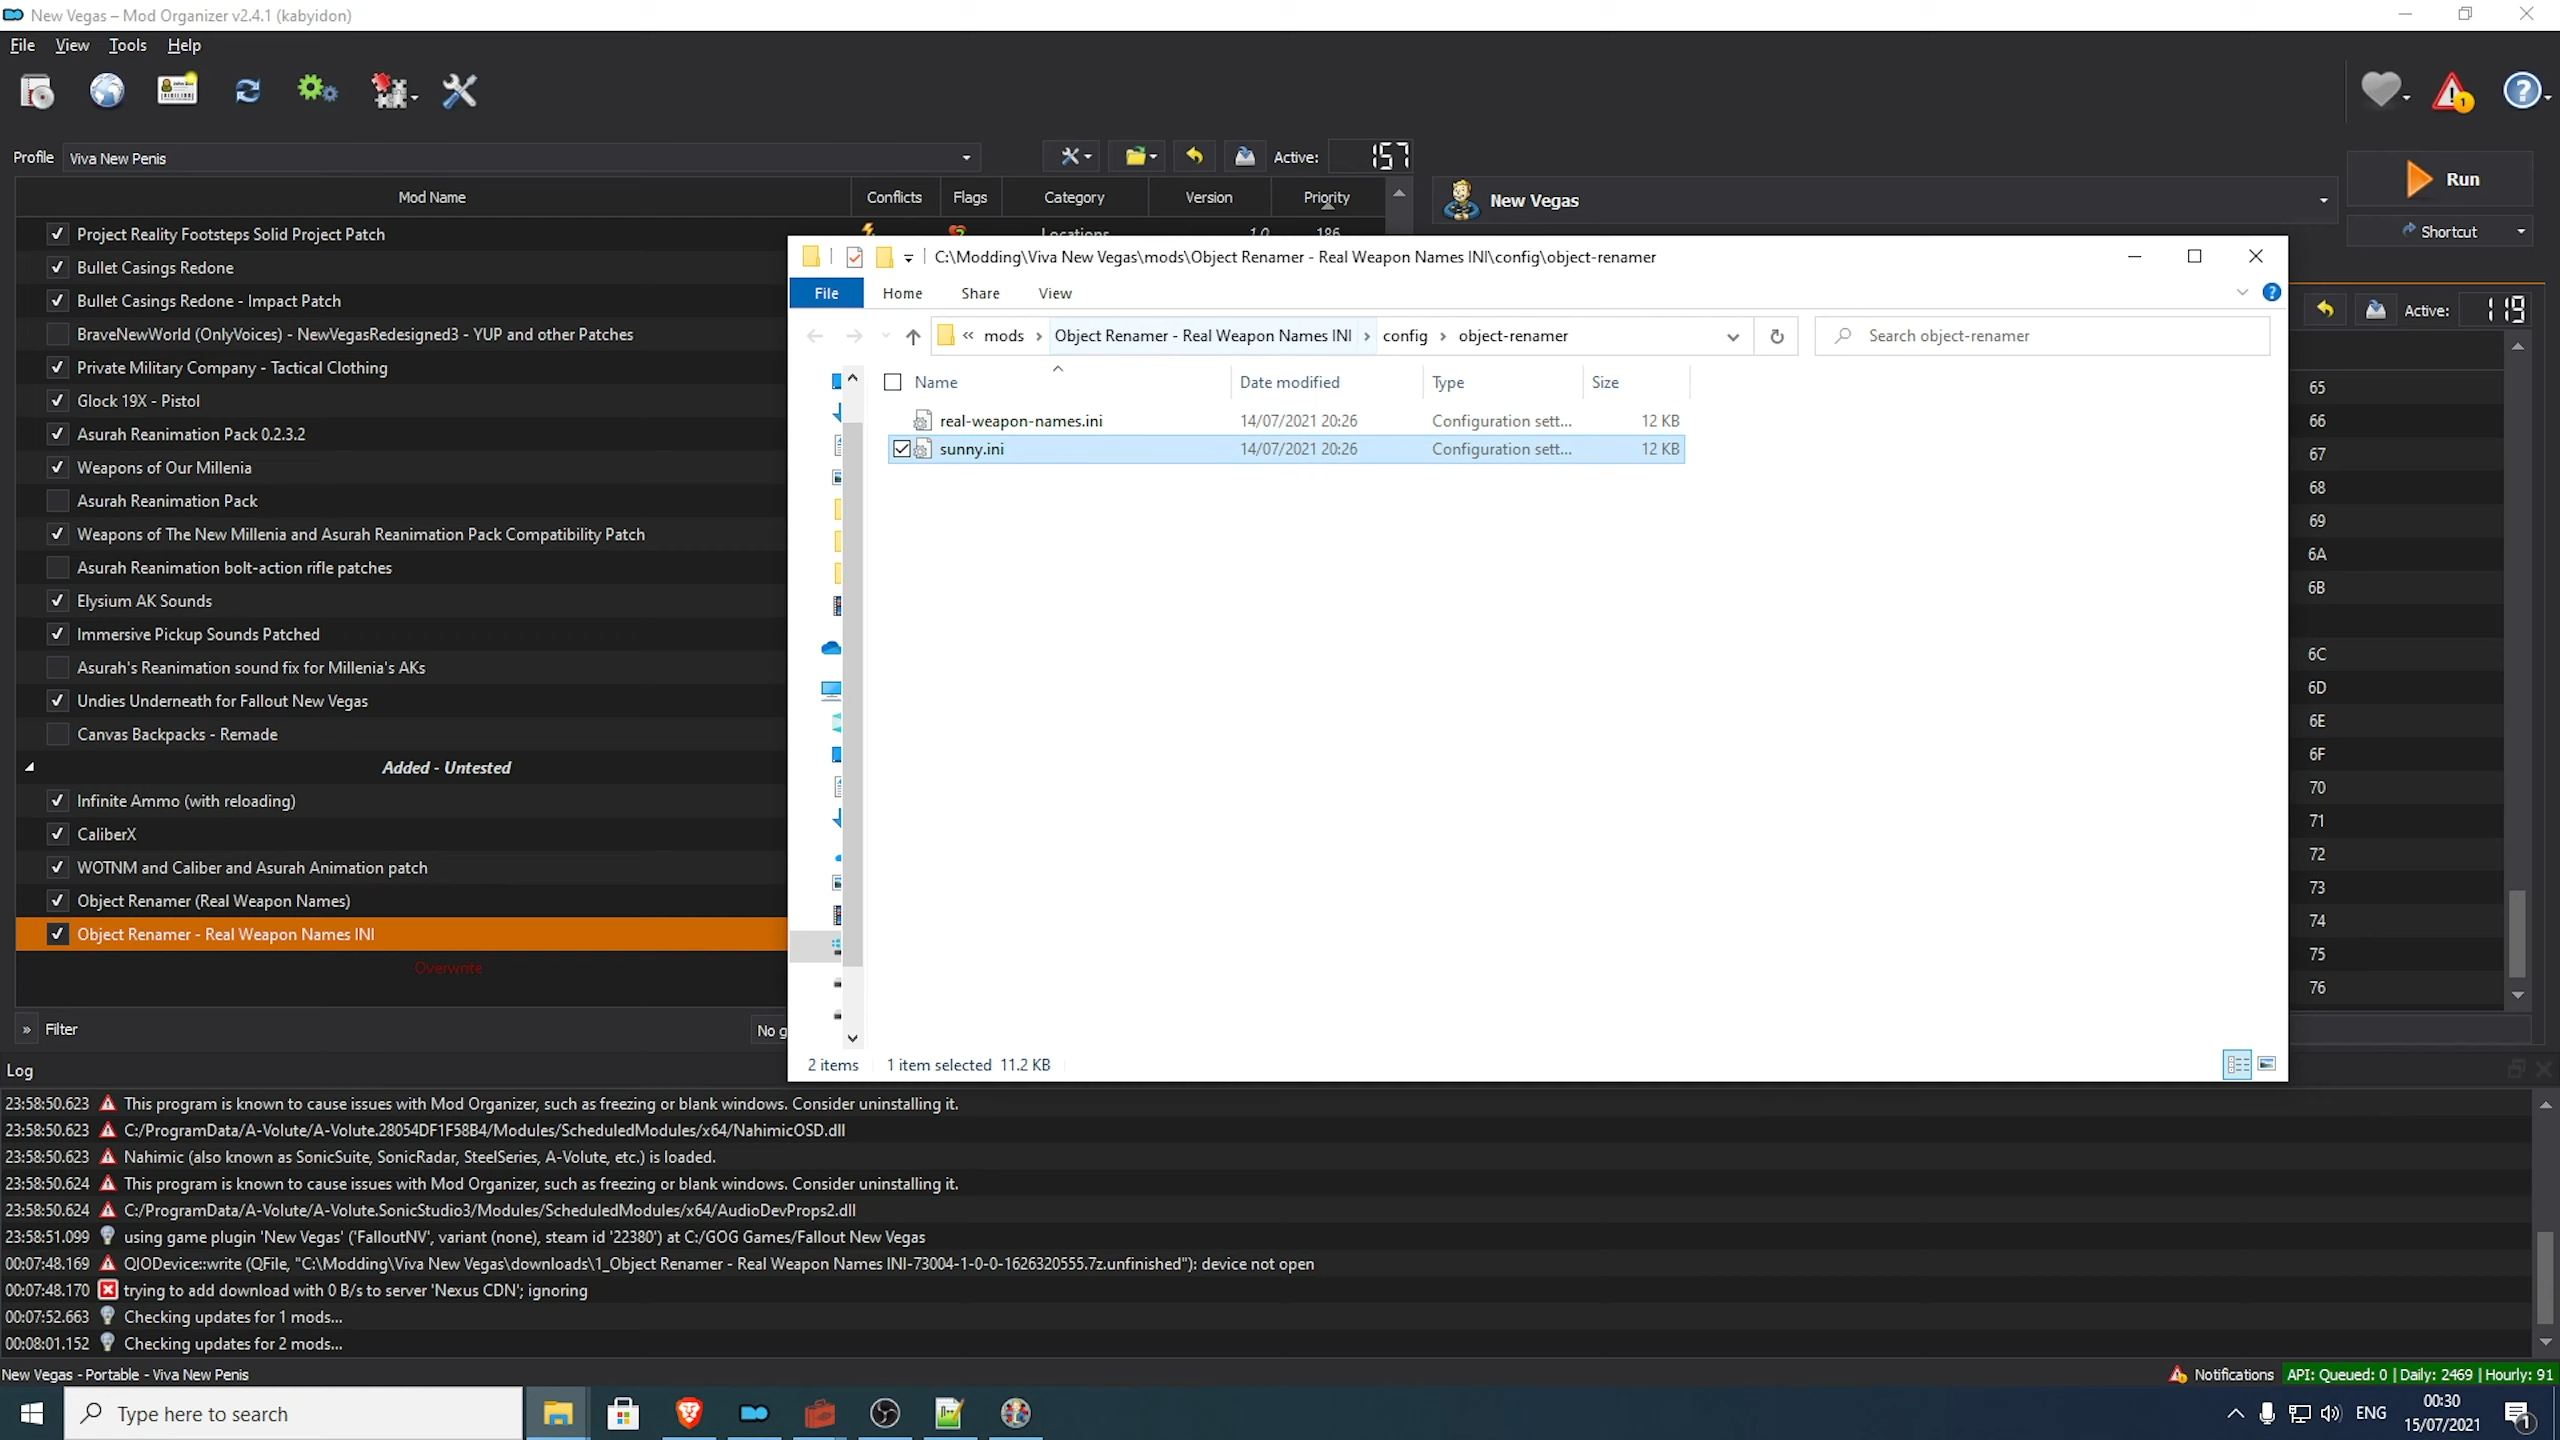 New Vegas – Mod Organizer v2.4.1 (kabyidon)
File View Tools Help
Profile Viva New Penis Active: 157
Mod Name Conflicts Flags Category Version Priority
New Vegas
Run
Shortcut
Project Reality Footsteps Solid Project Patch
Bullet Casings Redone
Bullet Casings Redone - Impact Patch
BraveNewWorld (OnlyVoices) - NewVegasRedesigned3 - YUP and other Patches
Private Military Company - Tactical Clothing
Glock 19X - Pistol
Asurah Reanimation Pack 0.2.3.2
Weapons of Our Millenia
Asurah Reanimation Pack
Weapons of The New Millenia and Asurah Reanimation Pack Compatibility Patch
Asurah Reanimation bolt-action rifle patches
Elysium AK Sounds
Immersive Pickup Sounds Patched
Asurah's Reanimation sound fix for Millenia's AKs
Undies Underneath for Fallout New Vegas
Canvas Backpacks - Remade
Added - Untested
Infinite Ammo (with reloading)
CaliberX
WOTNM and Caliber and Asurah Animation patch
Object Renamer (Real Weapon Names)
Object Renamer - Real Weapon Names INI
Overwrite
Filter
No g
C:\Modding\Viva New Vegas\mods\Object Renamer - Real Weapon Names INI\config\object-renamer
File Home Share View
« mods › Object Renamer - Real Weapon Names INI › config › object-renamer
Search object-renamer
Name Date modified Type Size
real-weapon-names.ini 14/07/2021 20:26 Configuration sett... 12 KB
sunny.ini 14/07/2021 20:26 Configuration sett... 12 KB
2 items 1 item selected 11.2 KB
Active: 119
65
66
67
68
69
6A
6B
6C
6D
6E
6F
70
71
72
73
74
75
76
Log
23:58:50.623 This program is known to cause issues with Mod Organizer, such as freezing or blank windows. Consider uninstalling it.
23:58:50.623 C:/ProgramData/A-Volute/A-Volute.28054DF1F58B4/Modules/ScheduledModules/x64/NahimicOSD.dll
23:58:50.623 Nahimic (also known as SonicSuite, SonicRadar, SteelSeries, A-Volute, etc.) is loaded.
23:58:50.624 This program is known to cause issues with Mod Organizer, such as freezing or blank windows. Consider uninstalling it.
23:58:50.624 C:/ProgramData/A-Volute/A-Volute.SonicStudio3/Modules/ScheduledModules/x64/AudioDevProps2.dll
23:58:51.099 using game plugin 'New Vegas' ('FalloutNV', variant (none), steam id '22380') at C:/GOG Games/Fallout New Vegas
00:07:48.169 QIODevice::write (QFile, "C:\Modding\Viva New Vegas\downloads\1_Object Renamer - Real Weapon Names INI-73004-1-0-0-1626320555.7z.unfinished"): device not open
00:07:48.170 trying to add download with 0 B/s to server 'Nexus CDN'; ignoring
00:07:52.663 Checking updates for 1 mods...
00:08:01.152 Checking updates for 2 mods...
New Vegas - Portable - Viva New Penis
Notifications API: Queued: 0 | Daily: 2469 | Hourly: 91
Type here to search
ENG
00:30
15/07/2021
1